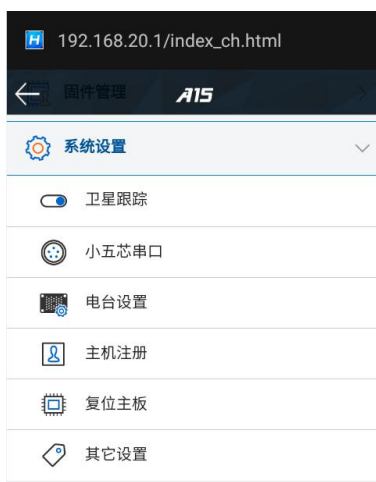 192.168.20.1/index_ch.html
固件管理
A15
系统设置
卫星跟踪
小五芯串口
电台设置
主机注册
复位主板
其它设置